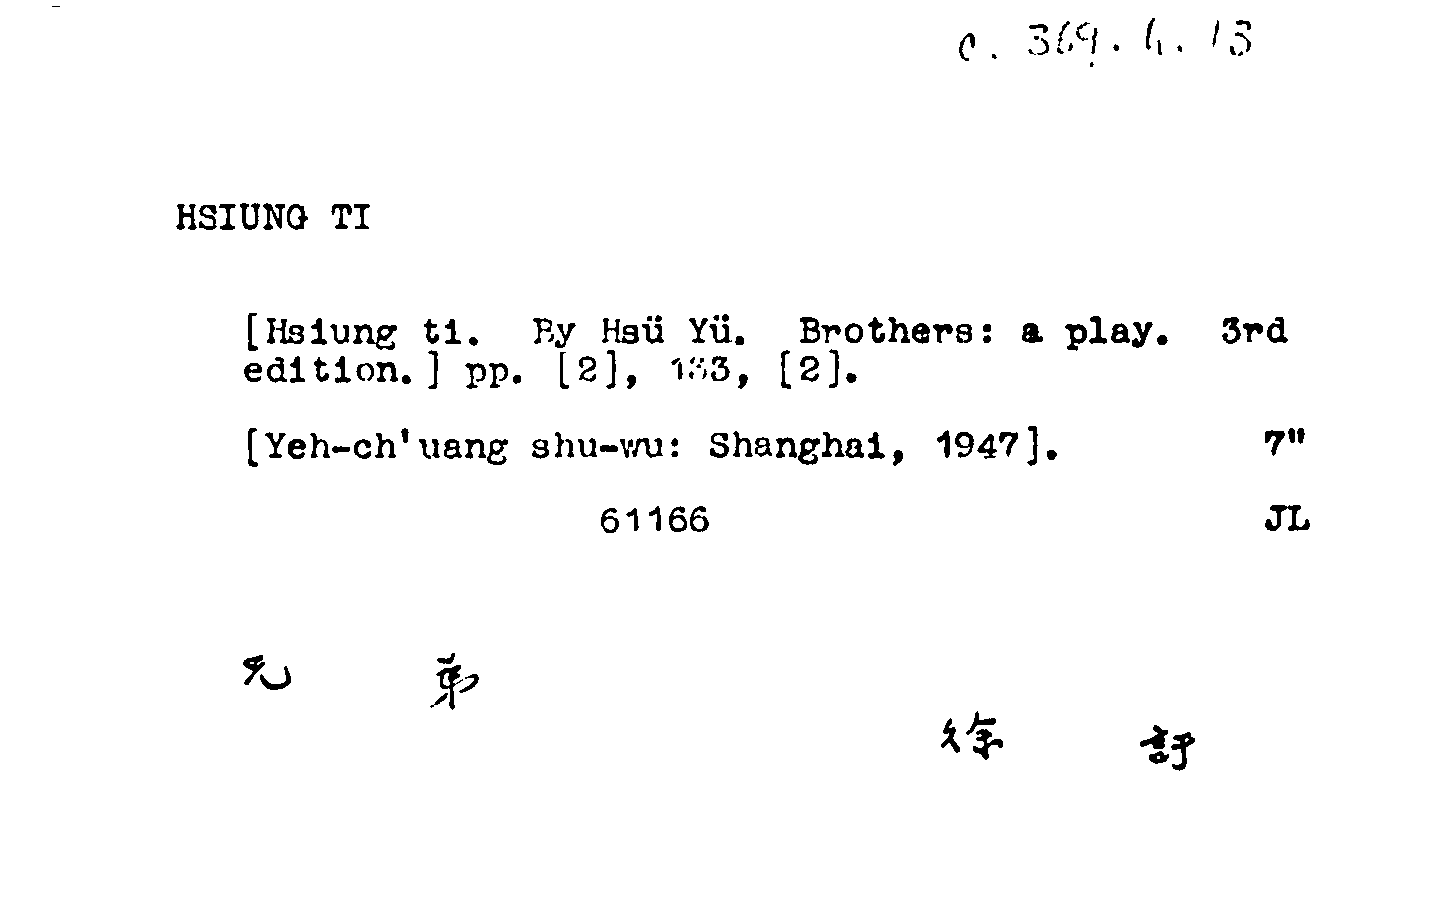 c. 369. h. 13
HSIUNG TI
[Hsiung ti. By Hsü Yü. Brothers: a play. 3rd
edition.] pp. [2], 133, [2].
[Yeh-ch'uang shu-wu: Shanghai, 1947]. 7"
61166 JL
兄 弟
徐 訏